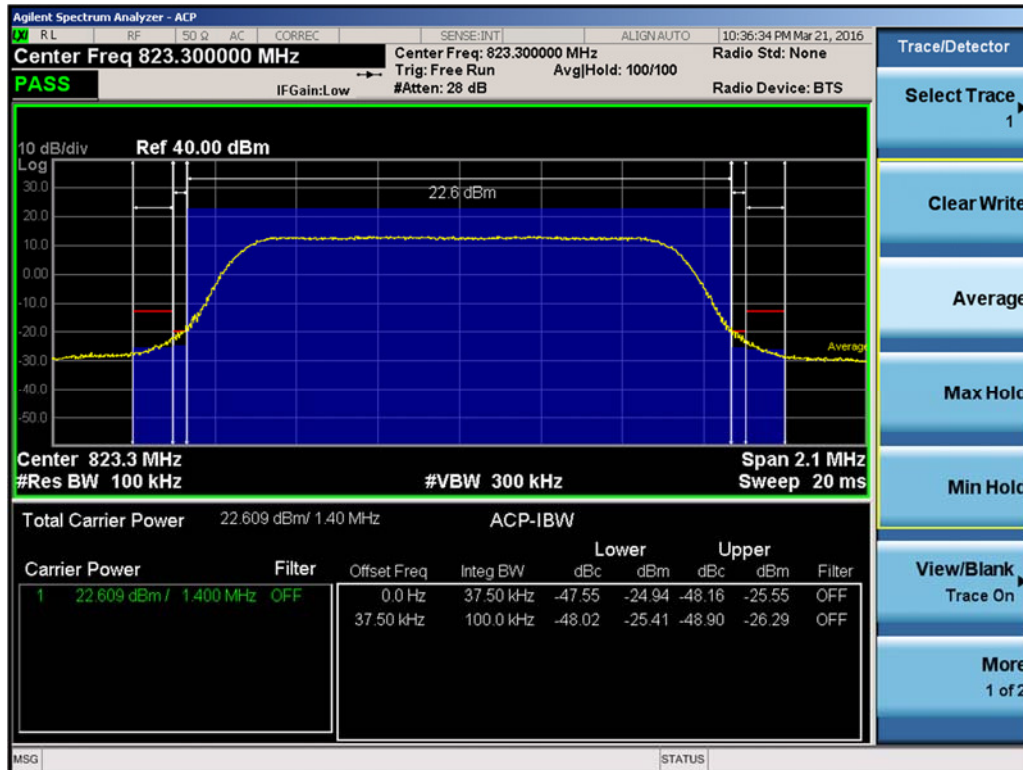 Agilent Spectrum Analyzer - ACP
LXI RL RF 50 Ω AC CORREC SENSE:INT ALIGN AUTO 10:36:34 PM Mar 21, 2016
Center Freq 823.300000 MHz Center Freq: 823.300000 MHz Radio Std: None
Trig: Free Run Avg|Hold: 100/100
PASS IFGain:Low #Atten: 28 dB Radio Device: BTS
10 dB/div Ref 40.00 dBm
Log
30.0
22.6 dBm
20.0
10.0
0.00
-10.0
-20.0
Average
-30.0
-40.0
-50.0
Center 823.3 MHz Span 2.1 MHz
#Res BW 100 kHz #VBW 300 kHz Sweep 20 ms
Total Carrier Power 22.609 dBm/ 1.40 MHz ACP-IBW
Lower Upper
Carrier Power Filter Offset Freq Integ BW dBc dBm dBc dBm Filter
1 22.609 dBm / 1.400 MHz OFF 0.0 Hz 37.50 kHz -47.55 -24.94 -48.16 -25.55 OFF
37.50 kHz 100.0 kHz -48.02 -25.41 -48.90 -26.29 OFF
MSG STATUS
Trace/Detector
Select Trace
1
Clear Write
Average
Max Hold
Min Hold
View/Blank
Trace On
More
1 of 2